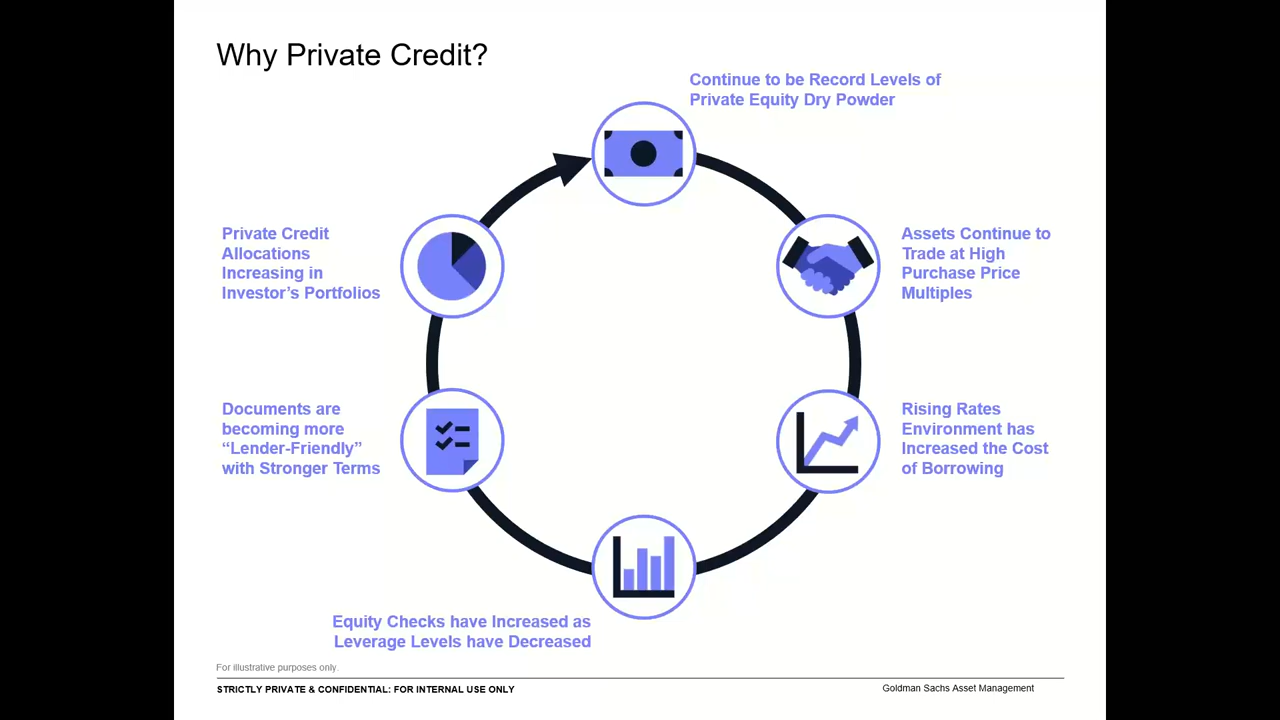 Why Private Credit?
Continue to be Record Levels of
Private Equity Dry Powder
Assets Continue to
Trade at High
Purchase Price
Multiples
Rising Rates
Environment has
Increased the Cost
of Borrowing
Equity Checks have Increased as
Leverage Levels have Decreased
Documents are
becoming more
“Lender-Friendly”
with Stronger Terms
Private Credit
Allocations
Increasing in
Investor’s Portfolios
For illustrative purposes only.
STRICTLY PRIVATE & CONFIDENTIAL: FOR INTERNAL USE ONLY
Goldman Sachs Asset Management